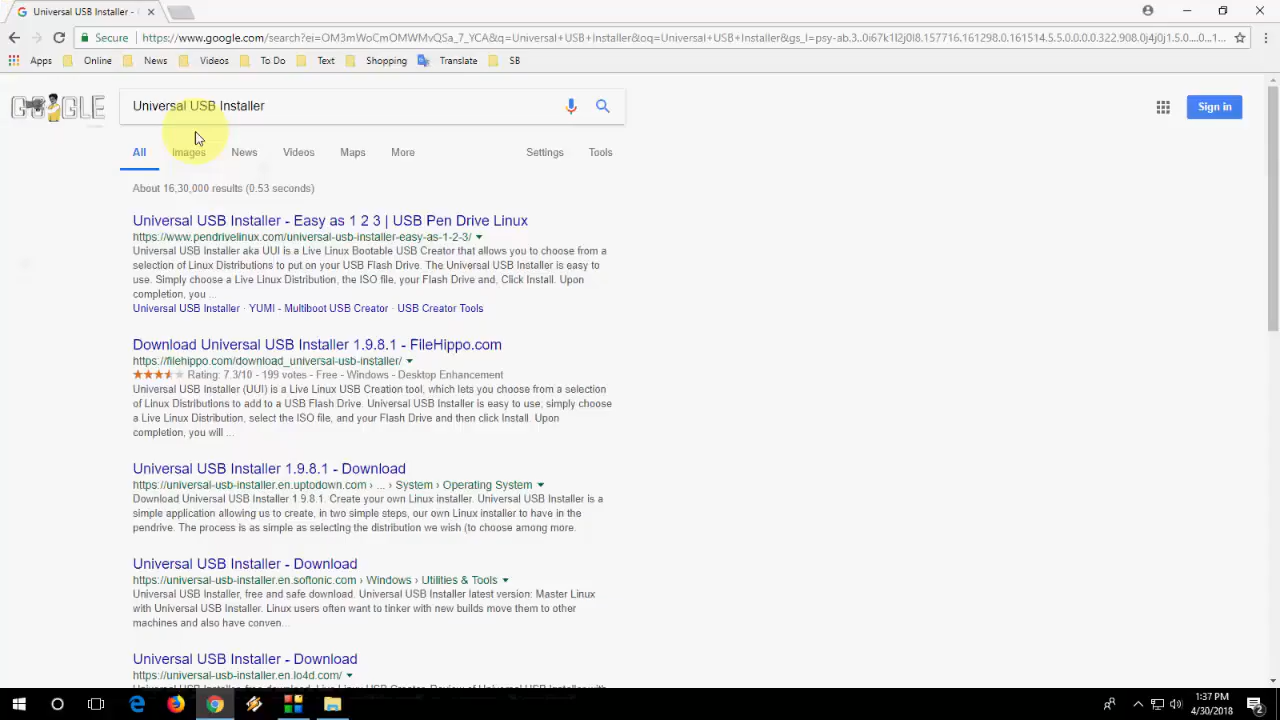 Universal USB Installer -
Secure
https://www.google.com/search?ei=OM3mWoCmOMWMvQSa_7_YCA&q=Universal+USB+Installer&oq=Universal+USB+Installer&gs_l=psy-ab.3..0i67k1l2j0l8.157716.161298.0.161514.5.5.0.0.0.0.322.908.0j4j0j1.5.0....0...1...
Apps Online News Videos To Do Text Shopping Translate SB
Universal USB Installer
Sign in
All Images News Videos Maps More Settings Tools
About 16,30,000 results (0.53 seconds)
Universal USB Installer - Easy as 1 2 3 | USB Pen Drive Linux
https://www.pendrivelinux.com/universal-usb-installer-easy-as-1-2-3/
Universal USB Installer aka UUI is a Live Linux Bootable USB Creator that allows you to choose from a
selection of Linux Distributions to put on your USB Flash Drive. The Universal USB Installer is easy to
use. Simply choose a Live Linux Distribution, the ISO file, your Flash Drive and, Click Install. Upon
completion, you ...
Universal USB Installer · YUMI - Multiboot USB Creator · USB Creator Tools
Download Universal USB Installer 1.9.8.1 - FileHippo.com
https://filehippo.com/download_universal-usb-installer/
Rating: 7.3/10 - 199 votes - Free - Windows - Desktop Enhancement
Universal USB Installer (UUI) is a Live Linux USB Creation tool, which lets you choose from a selection
of Linux Distributions to add to a USB Flash Drive. Universal USB Installer is easy to use, simply choose
a Live Linux Distribution, select the ISO file, and your Flash Drive and then click Install. Upon
completion, you will ...
Universal USB Installer 1.9.8.1 - Download
https://universal-usb-installer.en.uptodown.com › ... › System › Operating System
Download Universal USB Installer 1.9.8.1. Create your own Linux installer. Universal USB Installer is a
simple application allowing us to create, in two simple steps, our own Linux installer to have in the
pendrive. The process is as simple as selecting the distribution we wish (to choose among more.
Universal USB Installer - Download
https://universal-usb-installer.en.softonic.com › Windows › Utilities & Tools
Universal USB Installer, free and safe download. Universal USB Installer latest version: Master Linux
with Universal USB Installer. Linux users often want to tinker with new builds move them to other
machines and also have conven...
Universal USB Installer - Download
https://universal-usb-installer.en.lo4d.com/
1:37 PM
4/30/2018
2